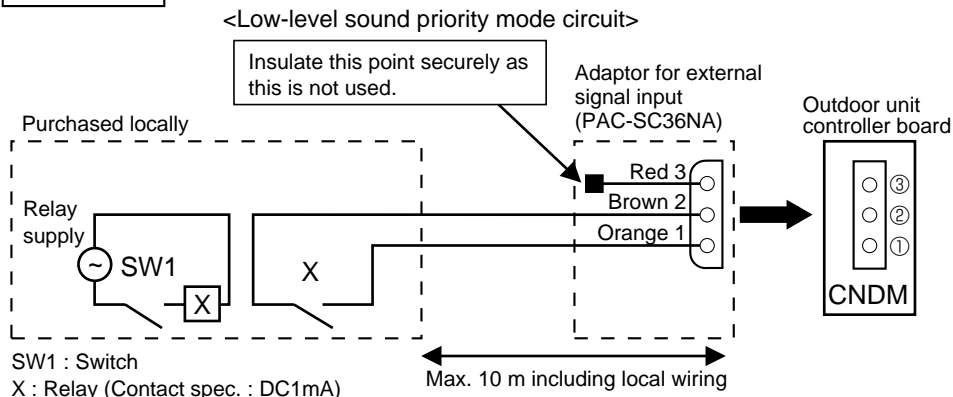 <Low-level sound priority mode circuit>
Insulate this point securely as
this is not used.
Adaptor for external
signal input
(PAC-SC36NA)
Outdoor unit
controller board
Purchased locally
Relay
supply
~
SW1
X
X
Red 3
Brown 2
Orange 1
③
②
①
CNDM
SW1 : Switch
X : Relay (Contact spec. : DC1mA)
Max. 10 m including local wiring